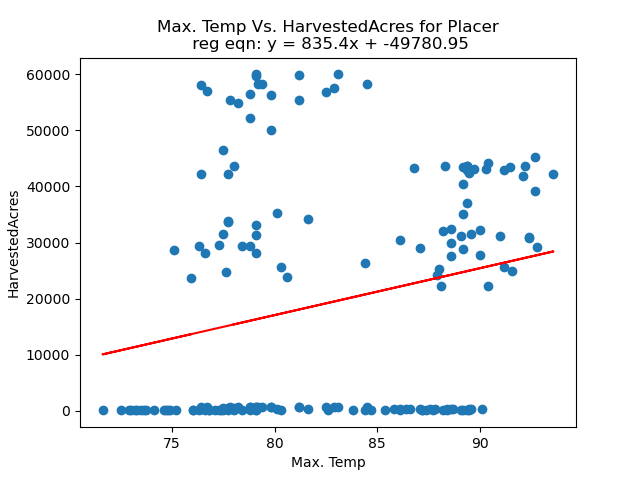 Max. Temp Vs. HarvestedAcres for Placer
reg eqn: y = 835.4x + -49780.95
60000
50000
40000
30000
20000
10000
0
HarvestedAcres
75
80
85
90
Max. Temp